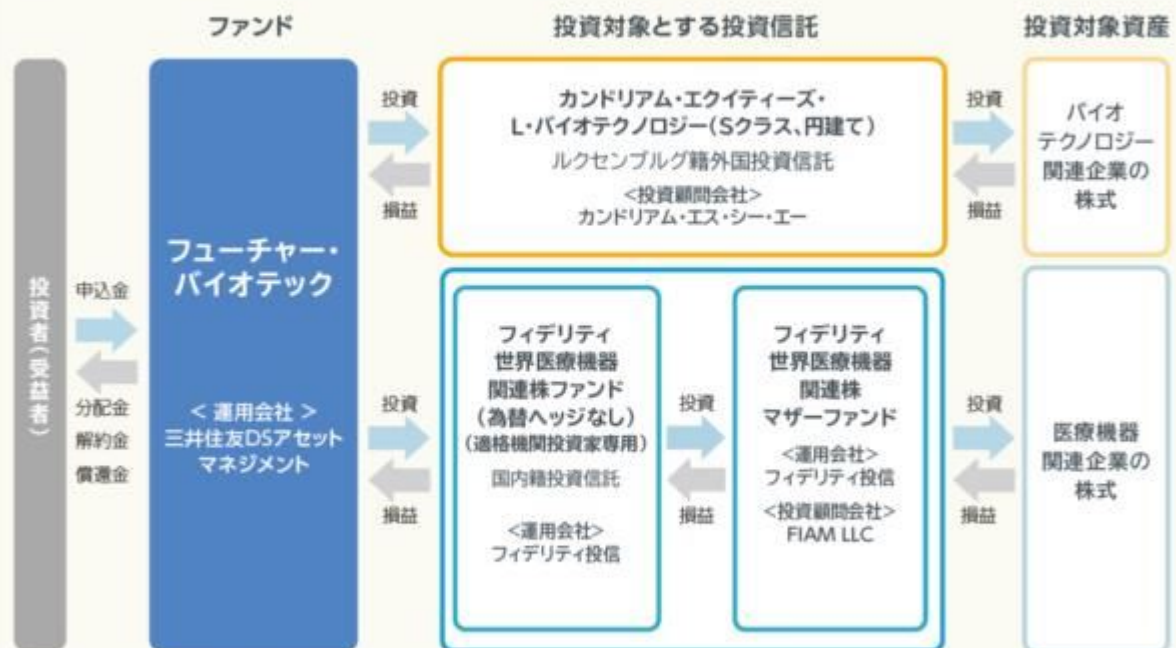 ファンド
投資対象とする投資信託
投資対象資産
投資者(受益者)
申込金
分配金
解約金
償還金
フューチャー・
バイオテック
< 運用会社 >
三井住友DSアセット
マネジメント
投資
損益
カンドリアム・エクイティーズ・
L・バイオテクノロジー(Sクラス、円建て)
ルクセンブルグ籍外国投資信託
<投資顧問会社>
カンドリアム・エス・シー・エー
投資
損益
バイオ
テクノロジー
関連企業の
株式
投資
損益
フィデリティ
世界医療機器
関連株ファンド
(為替ヘッジなし)
(適格機関投資家専用)
国内籍投資信託
<運用会社>
フィデリティ投信
投資
損益
フィデリティ
世界医療機器
関連株
マザーファンド
<運用会社>
フィデリティ投信
<投資顧問会社>
FIAM LLC
投資
損益
医療機器
関連企業の
株式